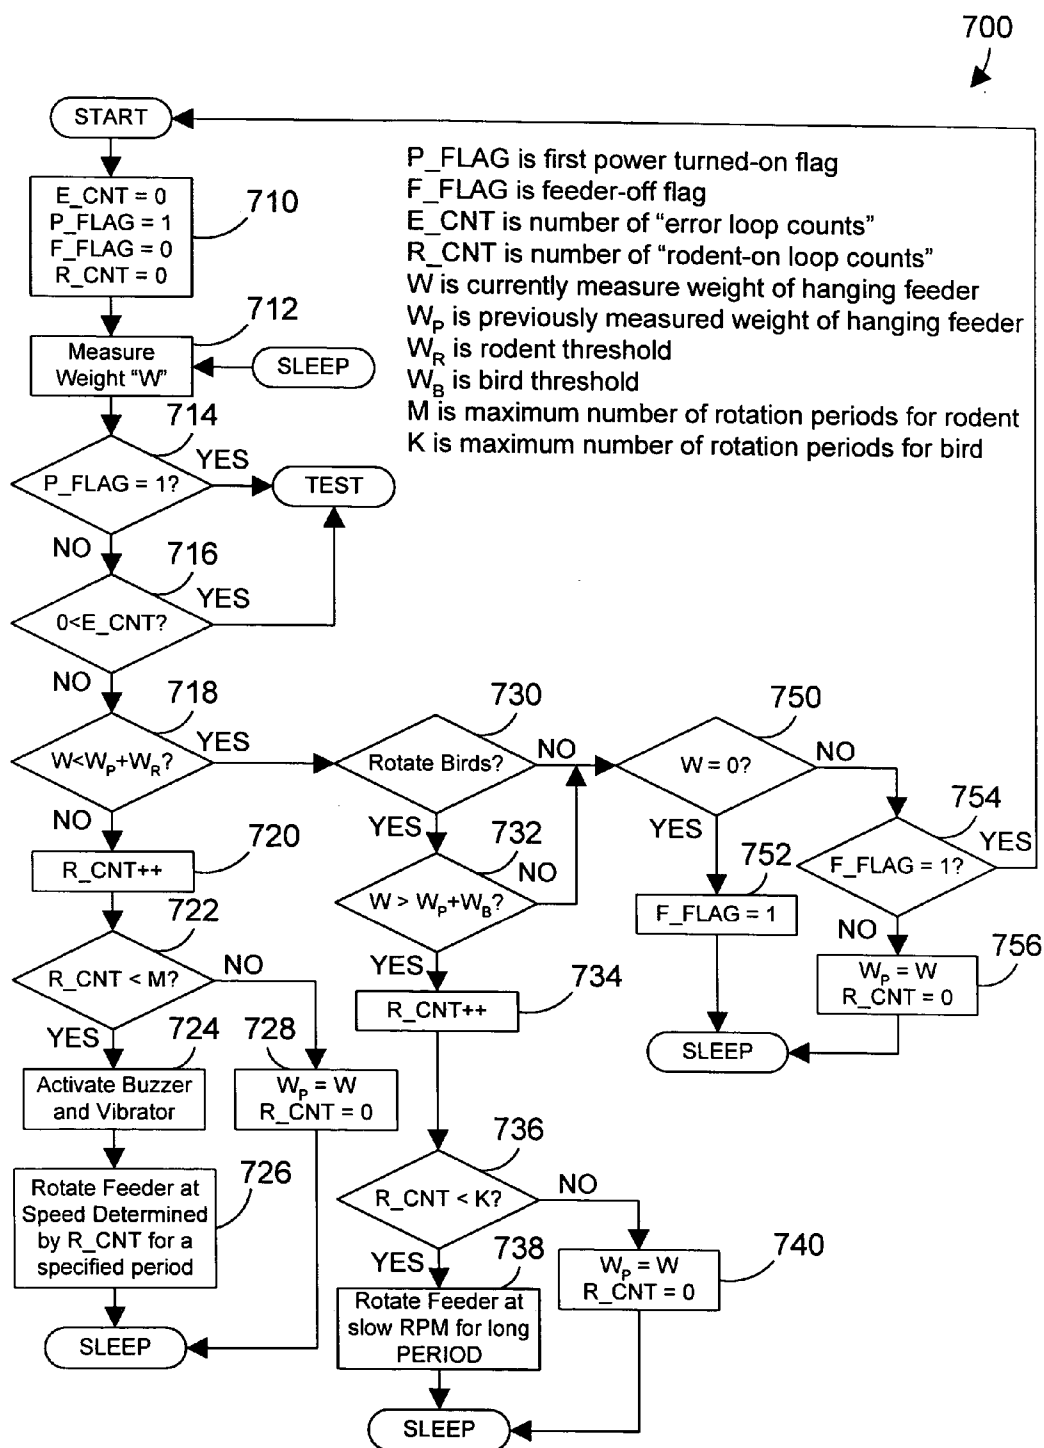 700
START
P_FLAG is first power turned-on flag
F_FLAG is feeder-off flag
E_CNT is number of “error loop counts”
R_CNT is number of “rodent-on loop counts”
W is currently measure weight of hanging feeder
W_P is previously measured weight of hanging feeder
W_R is rodent threshold
W_B is bird threshold
M is maximum number of rotation periods for rodent
K is maximum number of rotation periods for bird
E_CNT = 0
P_FLAG = 1
F_FLAG = 0
R_CNT = 0
710
712
Measure
Weight “W”
SLEEP
714
P_FLAG = 1?
YES
TEST
NO
716
0<E_CNT?
YES
NO
718
W<W_P+W_R?
YES
NO
720
R_CNT++
722
R_CNT < M?
NO
YES
724
Activate Buzzer
and Vibrator
726
Rotate Feeder at
Speed Determined
by R_CNT for a
specified period
SLEEP
728
W_P = W
R_CNT = 0
730
Rotate Birds?
NO
YES
732
W > W_P+W_B?
NO
YES
734
R_CNT++
736
R_CNT < K?
NO
YES
738
Rotate Feeder at
slow RPM for long
PERIOD
SLEEP
740
W_P = W
R_CNT = 0
750
W = 0?
NO
YES
752
F_FLAG = 1
SLEEP
754
F_FLAG = 1?
YES
NO
756
W_P = W
R_CNT = 0